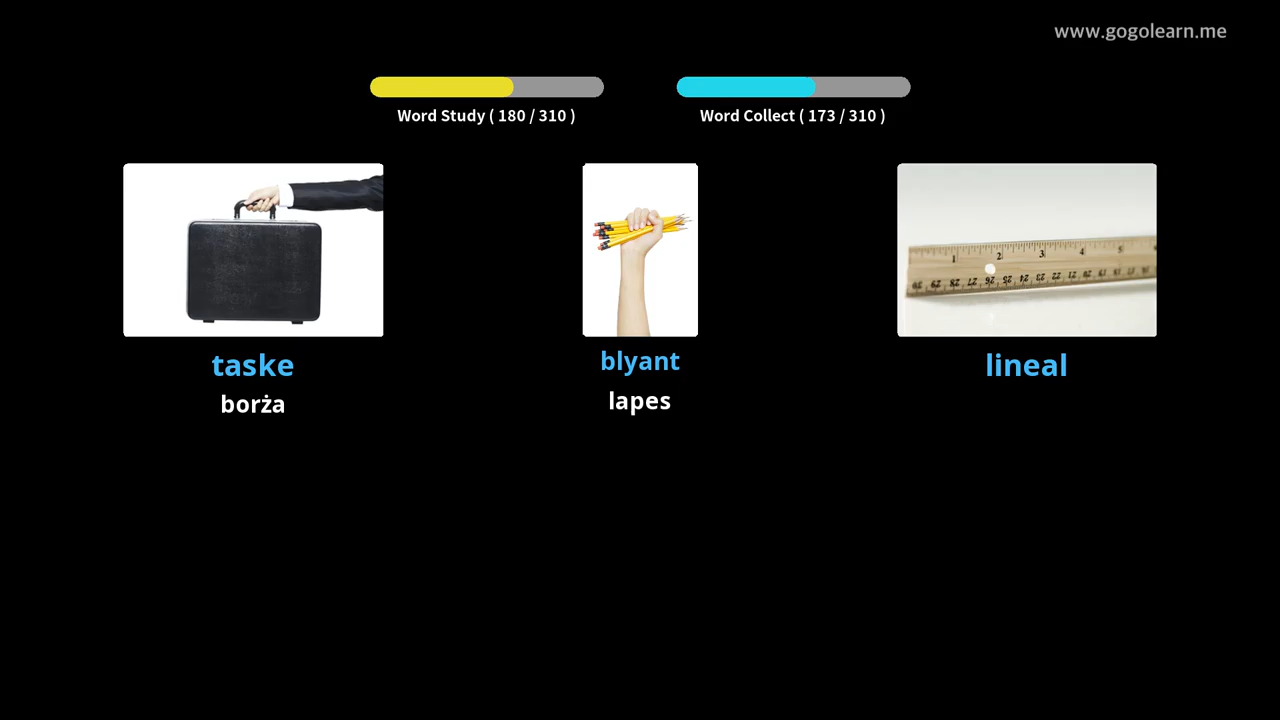 www.gogolearn.me
Word Study ( 180 / 310 )
Word Collect ( 173 / 310 )
taske
borża
blyant
lapes
lineal